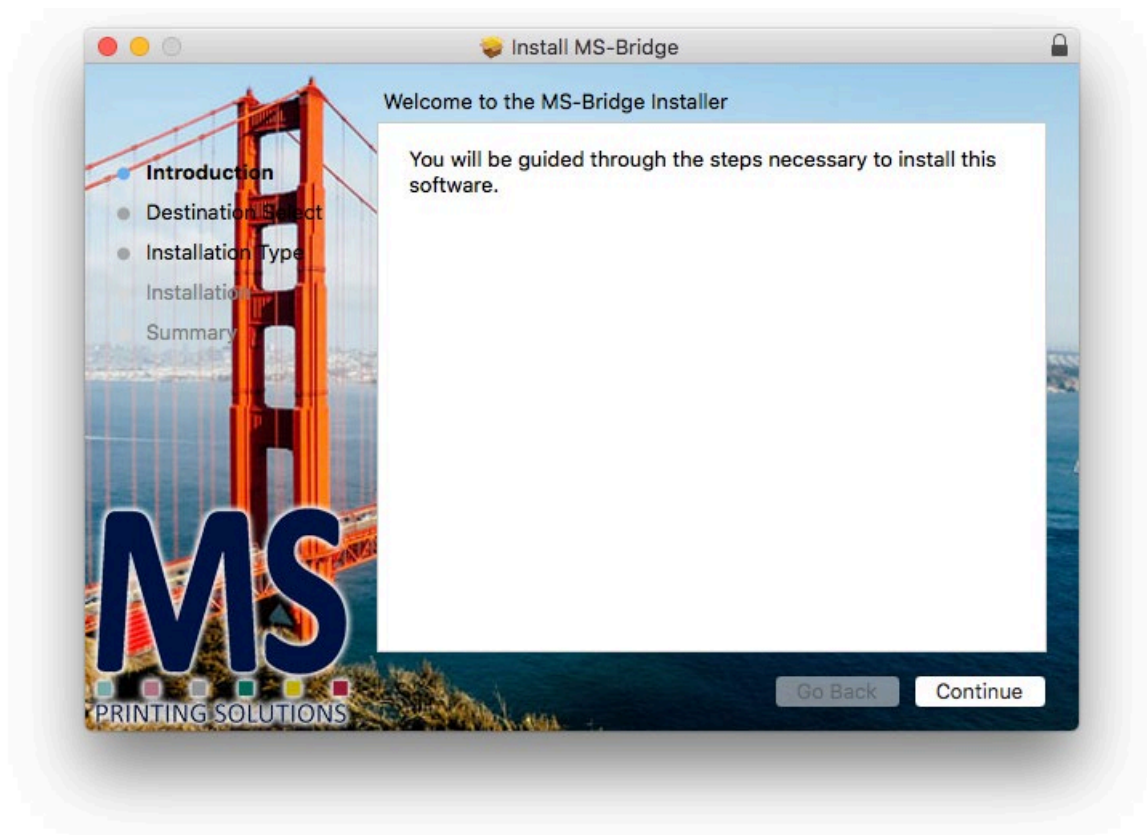 Install MS-Bridge
Welcome to the MS-Bridge Installer
Introduction
Destination Select
Installation Type
Installation
Summary
You will be guided through the steps necessary to install this
software.
MS
PRINTING SOLUTIONS
Go Back
Continue